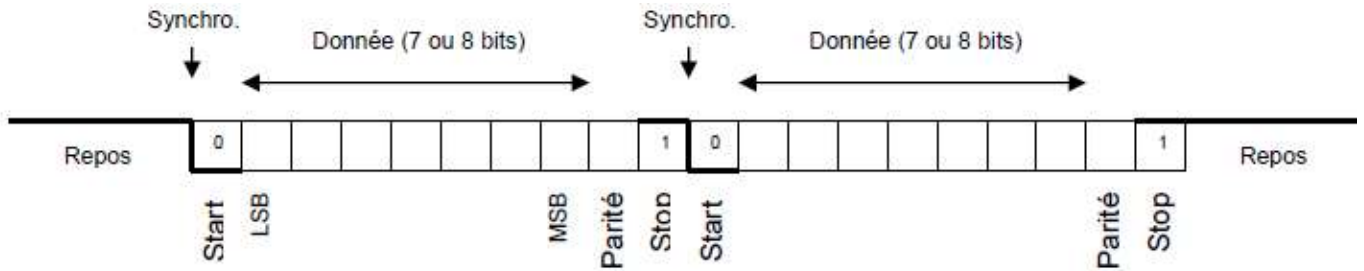 Synchro. Synchro.
Donnée (7 ou 8 bits) Donnée (7 ou 8 bits)
Repos 0 1 0 1 Repos
Start LSB MSB Parité Stop Start Parité Stop